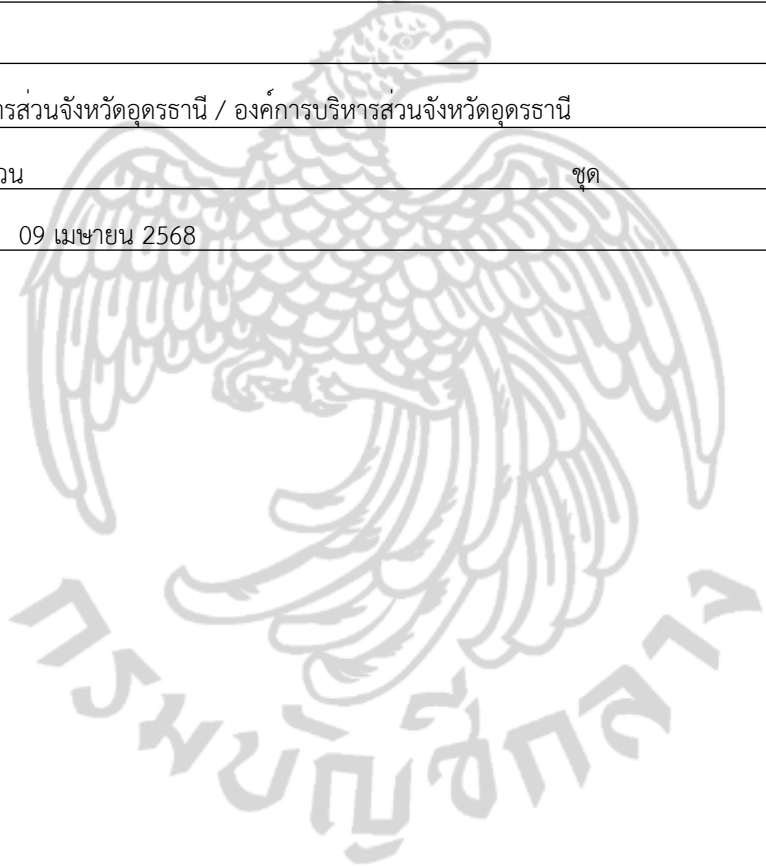 ารส่วนจังหวัดอุดรธานี / องค์การบริหารส่วนจังหวัดอุดรธานี
วน ชุด
09 เมษายน 2568
กรมบัญชีกลาง